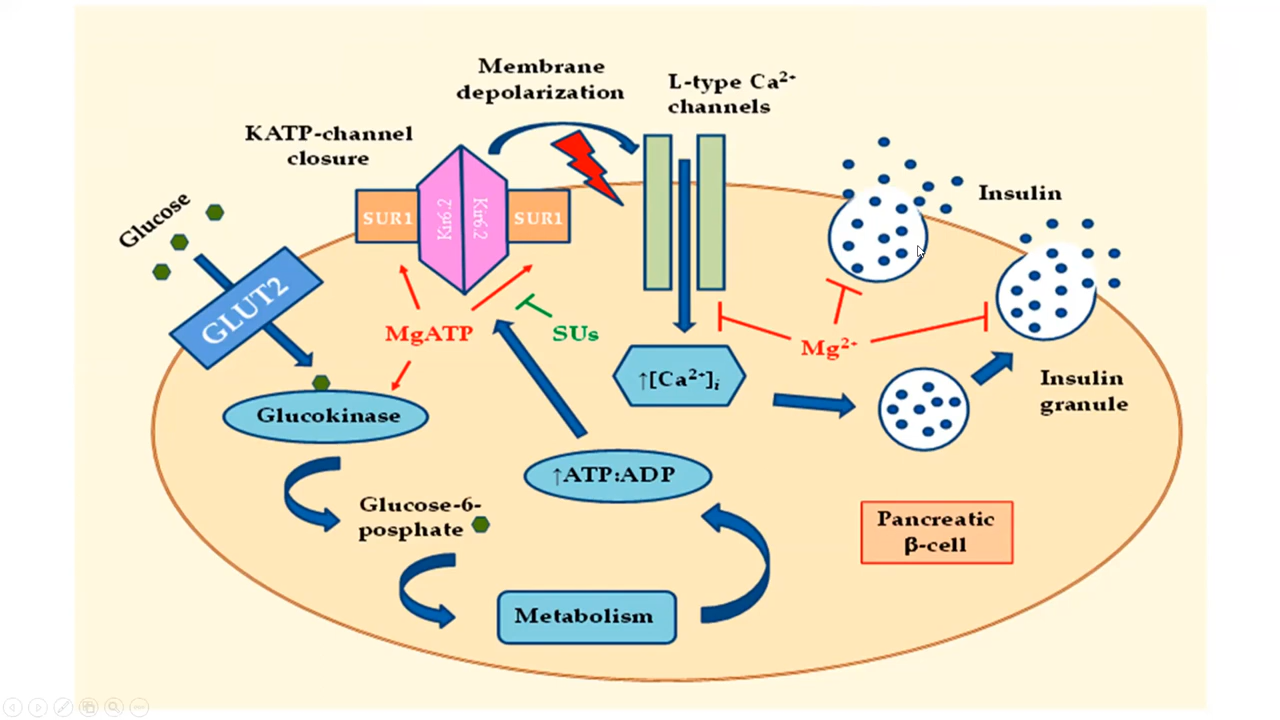 Membrane
depolarization
L-type Ca²⁺
channels
KATP-channel
closure
Glucose
SUR1
Kir6.2
Kir6.2
SUR1
Insulin
GLUT2
MgATP
SUs
Mg²⁺
↑[Ca²⁺]ᵢ
Insulin
granule
Glucokinase
↑ATP:ADP
Glucose-6-
posphate
Pancreatic
β-cell
Metabolism